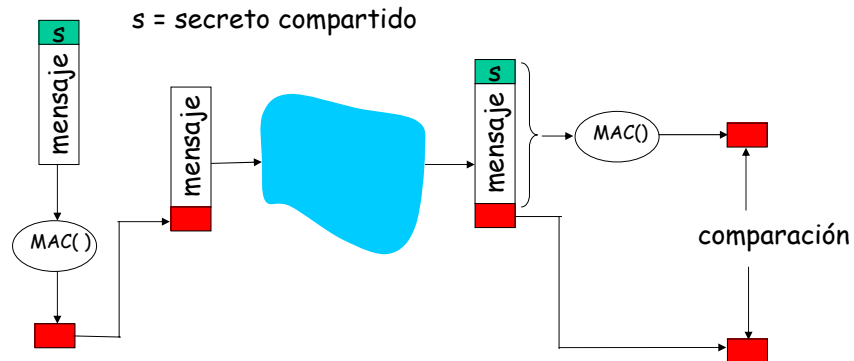 s = secreto compartido
s
mensaje
MAC( )
mensaje
s
mensaje
MAC()
comparación